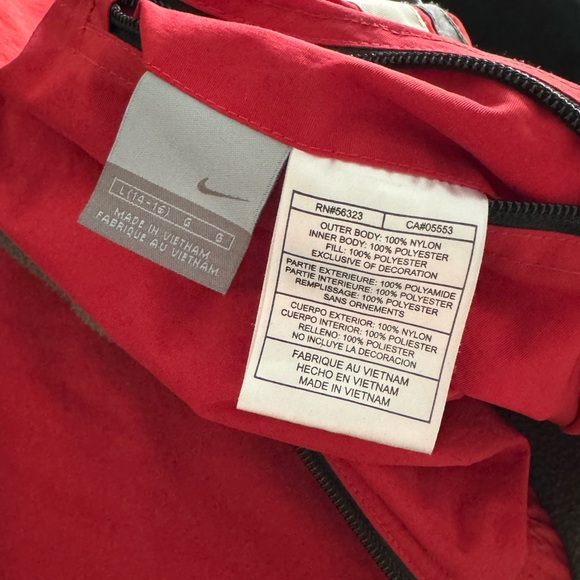 L(14-16) G G
MADE IN VIETNAM
FABRIQUE AU VIETNAM
RN#56323 CA#05553
OUTER BODY: 100% NYLON
INNER BODY: 100% POLYESTER
FILL: 100% POLYESTER
EXCLUSIVE OF DECORATION
PARTIE EXTERIEURE: 100% POLYAMIDE
PARTIE INTERIEURE: 100% POLYESTER
REMPLISSAGE: 100% POLYESTER
SANS ORNEMENTS
CUERPO EXTERIOR: 100% NYLON
CUERPO INTERIOR: 100% POLIESTER
RELLENO: 100% POLIESTER
NO INCLUYE LA DECORACION
FABRIQUE AU VIETNAM
HECHO EN VIETNAM
MADE IN VIETNAM